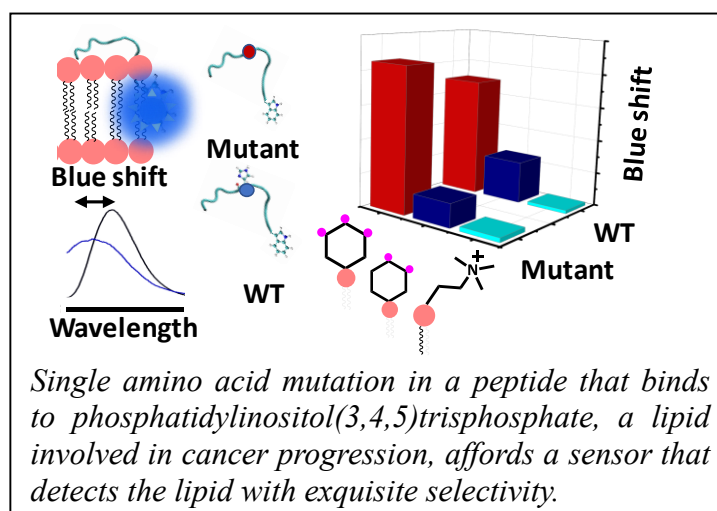 Blue shift
Wavelength
Mutant
WT
Blue shift
WT
Mutant
N
+
Single amino acid mutation in a peptide that binds
to phosphatidylinositol(3,4,5)trisphosphate, a lipid
involved in cancer progression, affords a sensor that
detects the lipid with exquisite selectivity.